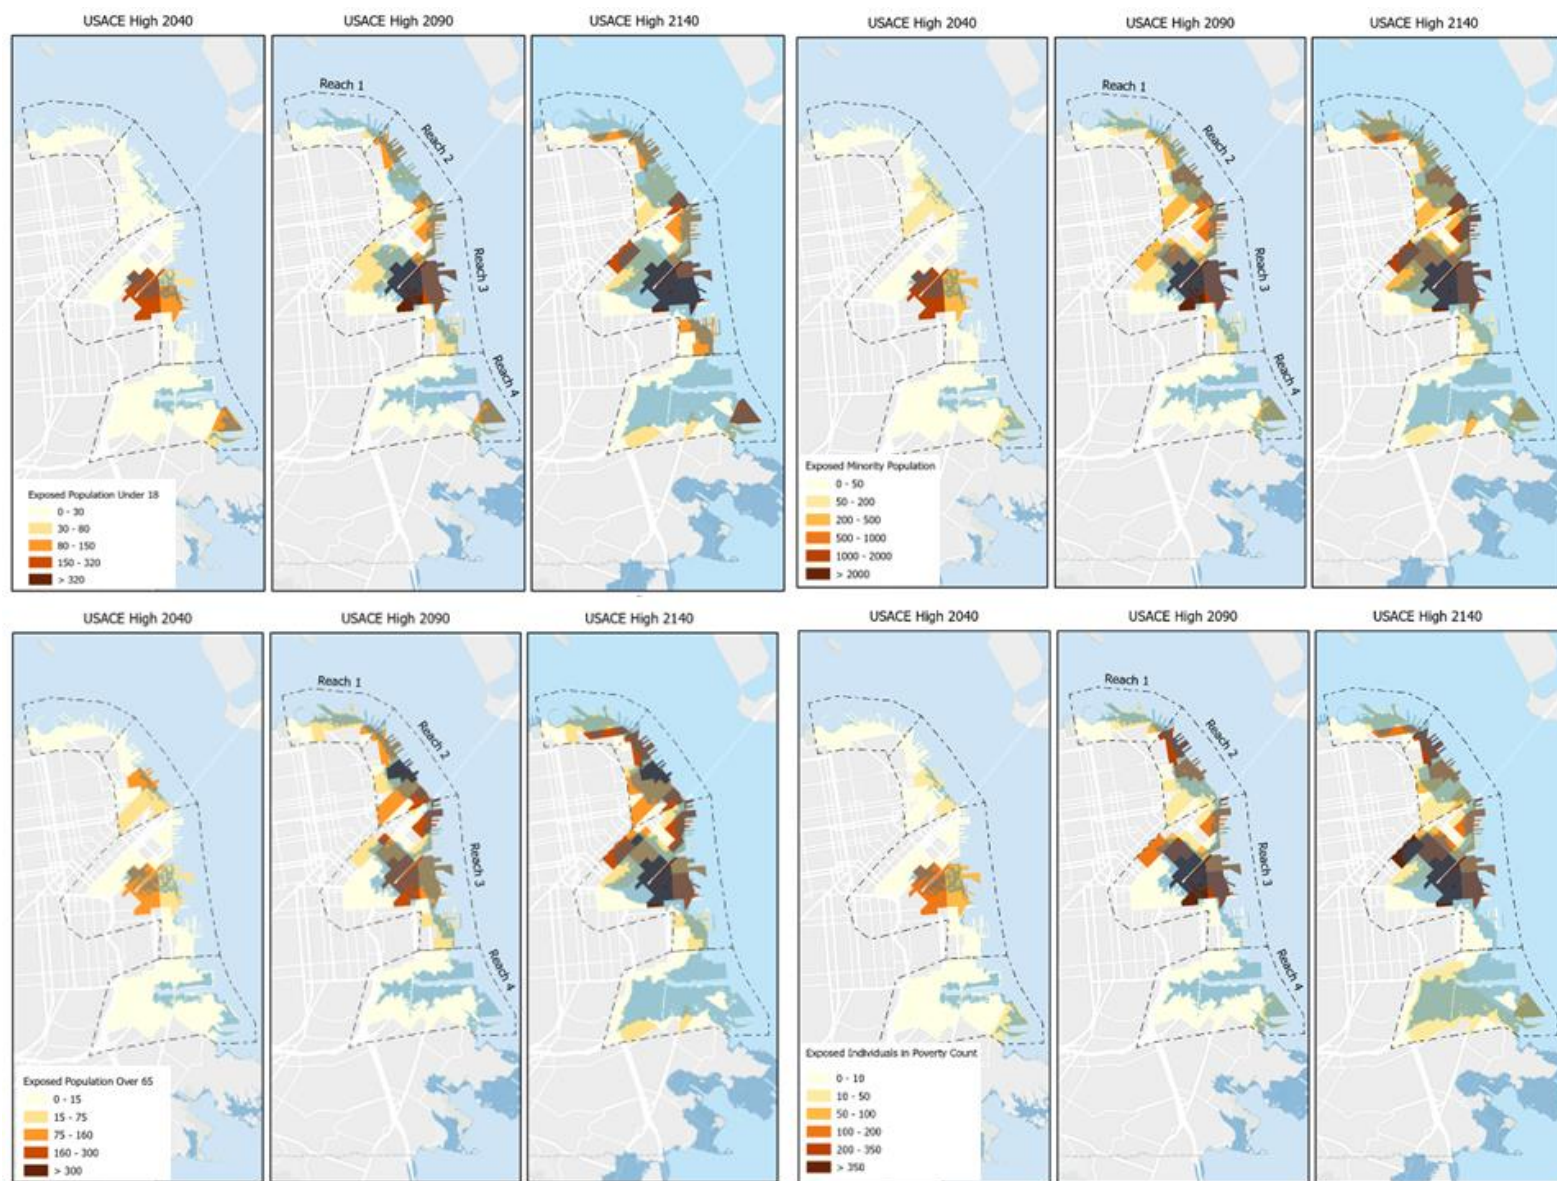 USACE High 2040
USACE High 2090
USACE High 2140
USACE High 2040
USACE High 2090
USACE High 2140
Reach 1
Reach 2
Reach 3
Reach 4
Exposed Population Under 18
0 - 30
30 - 80
80 - 150
150 - 320
> 320
Reach 1
Reach 2
Reach 3
Reach 4
Exposed Minority Population
0 - 50
50 - 200
200 - 500
500 - 1000
1000 - 2000
> 2000
USACE High 2040
USACE High 2090
USACE High 2140
USACE High 2040
USACE High 2090
USACE High 2140
Reach 1
Reach 2
Reach 3
Reach 4
Exposed Population Over 65
0 - 15
15 - 75
75 - 160
160 - 300
> 300
Reach 1
Reach 2
Reach 3
Reach 4
Exposed Individuals in Poverty Count
0 - 10
10 - 50
50 - 100
100 - 200
200 - 350
> 350